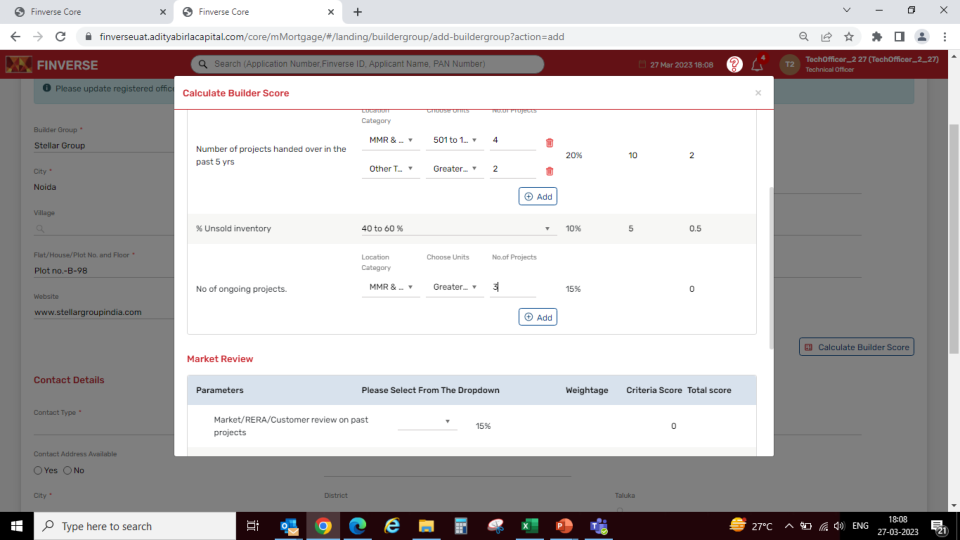 Finverse Core
Finverse Core
finverseuat.adityabirlacapital.com/core/mMortgage/#/landing/buildergroup/add-buildergroup?action=add
FINVERSE
Search (Application Number,Finverse ID, Applicant Name, PAN Number)
27 Mar 2023 18:08
4
T2
TechOfficer_2 27 (TechOfficer_2_27)
Technical Officer
Please update registered office
Builder Group *
Stellar Group
City *
Noida
Village
Flat/House/Plot No. and Floor *
Plot no.-B-98
Website
www.stellargroupindia.com
Calculate Builder Score
Contact Details
Contact Type *
Contact Address Available
Yes No
City *
District
Taluka
Calculate Builder Score
Location Category
Choose Units
No.of Projects
Number of projects handed over in the past 5 yrs
MMR & ... 501 to 1... 4
Other T... Greater... 2
20% 10 2
Add
% Unsold inventory 40 to 60 % 10% 5 0.5
Location Category
Choose Units
No.of Projects
No of ongoing projects.
MMR & ... Greater... 3
15% 0
Add
Market Review
Parameters Please Select From The Dropdown Weightage Criteria Score Total score
Market/RERA/Customer review on past projects
15% 0
Type here to search
27°C
ENG
18:08
27-03-2023
21